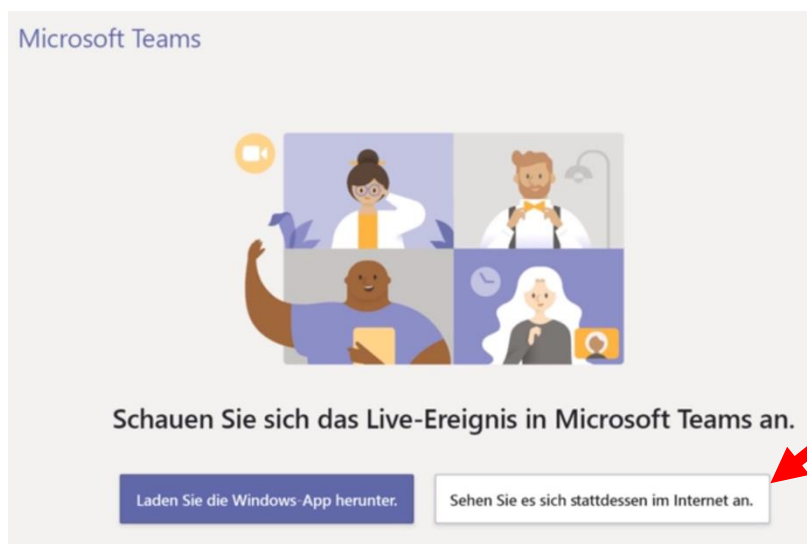 Microsoft Teams
Schauen Sie sich das Live-Ereignis in Microsoft Teams an.
Laden Sie die Windows-App herunter.
Sehen Sie es sich stattdessen im Internet an.